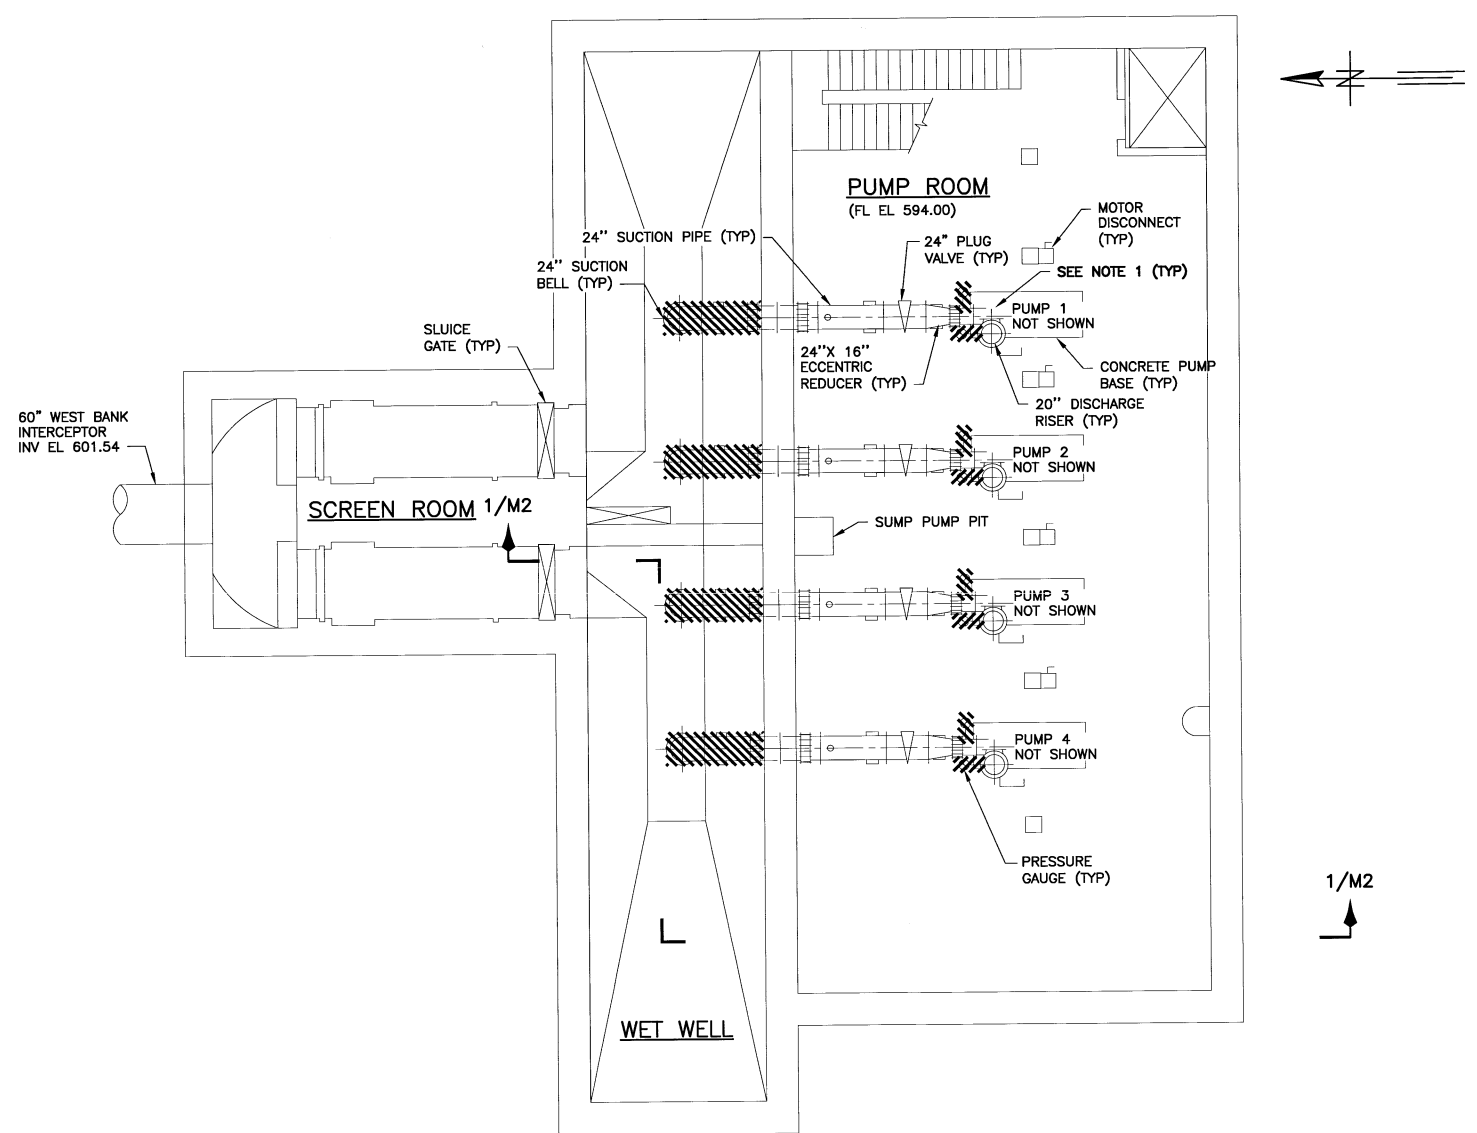 N
PUMP ROOM
(FL EL 594.00)
MOTOR
DISCONNECT
(TYP)
24" SUCTION PIPE (TYP)
24" PLUG
VALVE (TYP)
24" SUCTION
BELL (TYP)
SEE NOTE 1 (TYP)
PUMP 1
NOT SHOWN
SLUICE
GATE (TYP)
24"X 16"
ECCENTRIC
REDUCER (TYP)
CONCRETE PUMP
BASE (TYP)
20" DISCHARGE
RISER (TYP)
60" WEST BANK
INTERCEPTOR
INV EL 601.54
PUMP 2
NOT SHOWN
SCREEN ROOM
1/M2
SUMP PUMP PIT
PUMP 3
NOT SHOWN
PUMP 4
NOT SHOWN
PRESSURE
GAUGE (TYP)
1/M2
WET WELL